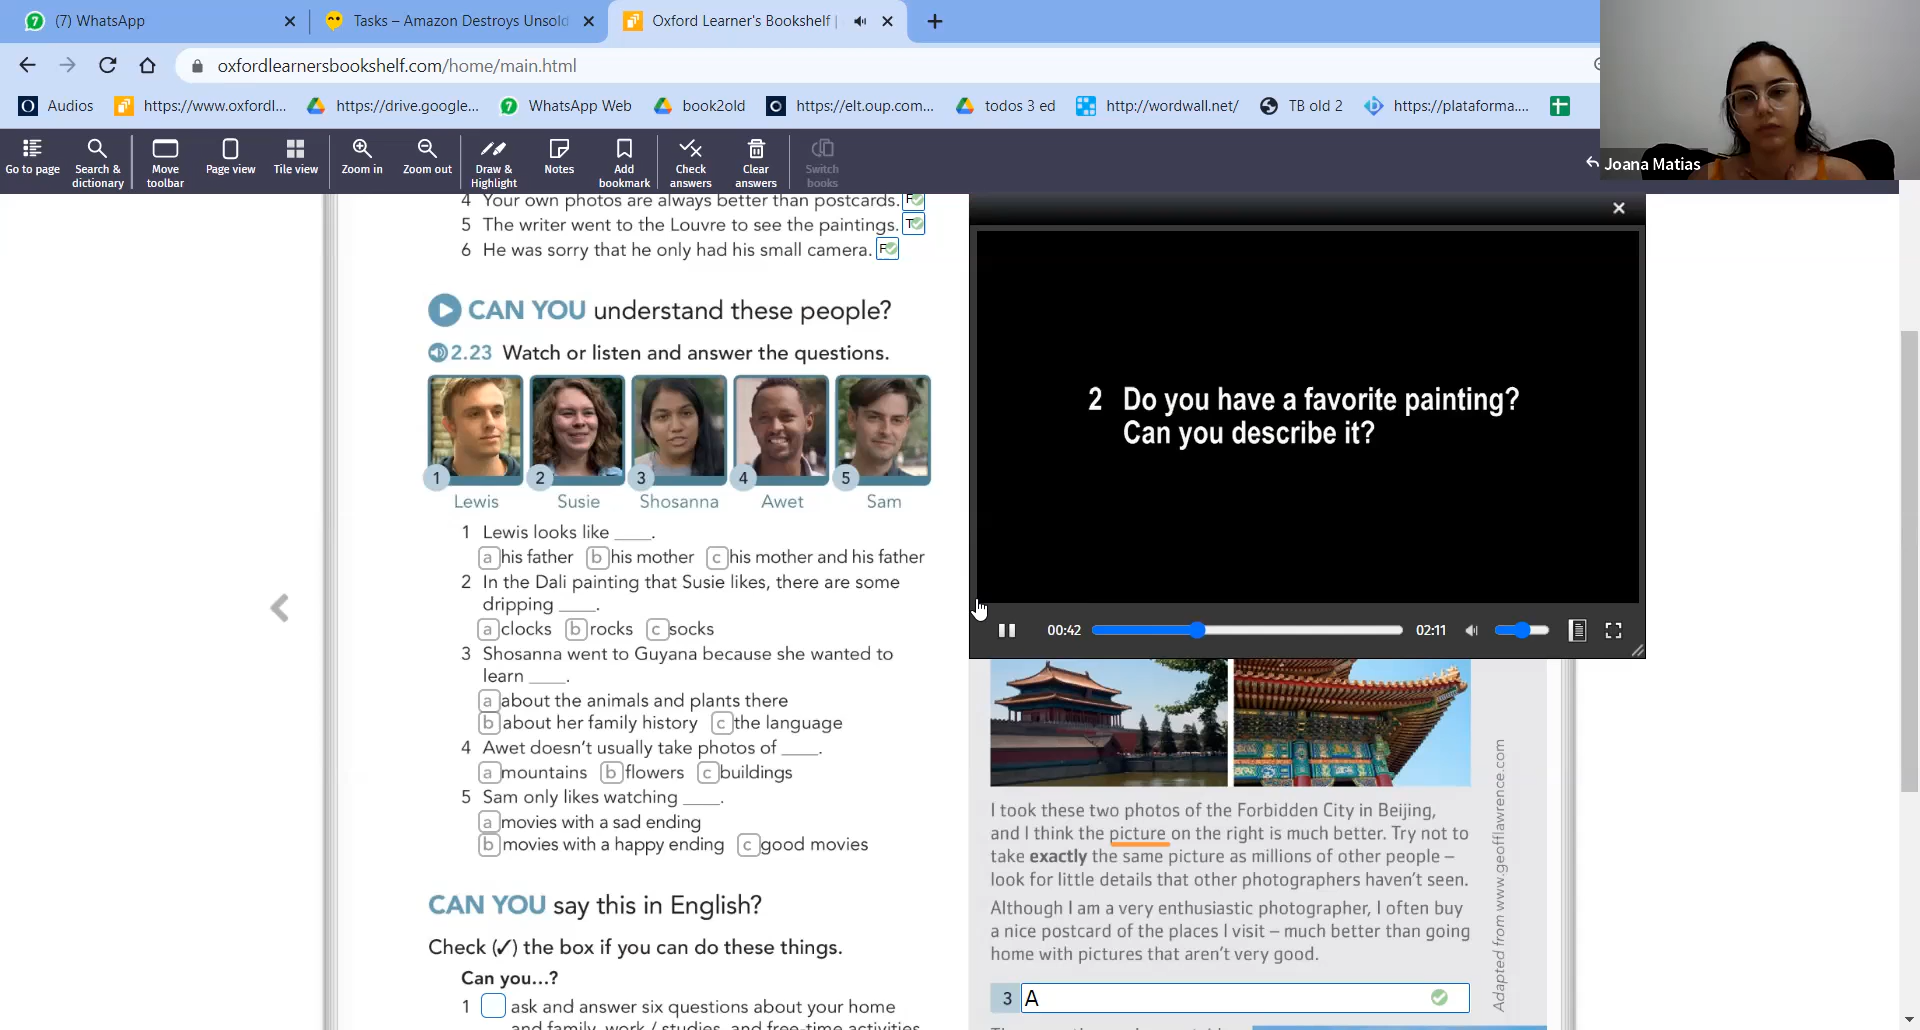 (7) WhatsApp
Tasks – Amazon Destroys Unsold
Oxford Learner's Bookshelf |
oxfordlearnersbookshelf.com/home/main.html
Audios
https://www.oxfordl...
https://drive.google...
WhatsApp Web
book2old
https://elt.oup.com...
todos 3 ed
http://wordwall.net/
TB old 2
https://plataforma....
Go to page
Search & dictionary
Move toolbar
Page view
Tile view
Zoom in
Zoom out
Draw & Highlight
Notes
Add bookmark
Check answers
Clear answers
Switch books
Joana Matias
4 Your own photos are always better than postcards. F
5 The writer went to the Louvre to see the paintings. T
6 He was sorry that he only had his small camera. F
CAN YOU understand these people?
2.23 Watch or listen and answer the questions.
1 2 3 4 5
Lewis Susie Shosanna Awet Sam
1 Lewis looks like ____.
a his father b his mother c his mother and his father
2 In the Dali painting that Susie likes, there are some
dripping ____.
a clocks b rocks c socks
3 Shosanna went to Guyana because she wanted to
learn ____.
a about the animals and plants there
b about her family history c the language
4 Awet doesn't usually take photos of ____.
a mountains b flowers c buildings
5 Sam only likes watching ____.
a movies with a sad ending
b movies with a happy ending c good movies
CAN YOU say this in English?
Check (✓) the box if you can do these things.
Can you…?
1 ask and answer six questions about your home
and family, work / studies, and free-time activities
2 Do you have a favorite painting?
Can you describe it?
00:42
02:11
I took these two photos of the Forbidden City in Beijing,
and I think the picture on the right is much better. Try not to
take exactly the same picture as millions of other people –
look for little details that other photographers haven't seen.
Although I am a very enthusiastic photographer, I often buy
a nice postcard of the places I visit – much better than going
home with pictures that aren't very good.
Adapted from www.geofflawrence.com
3 A